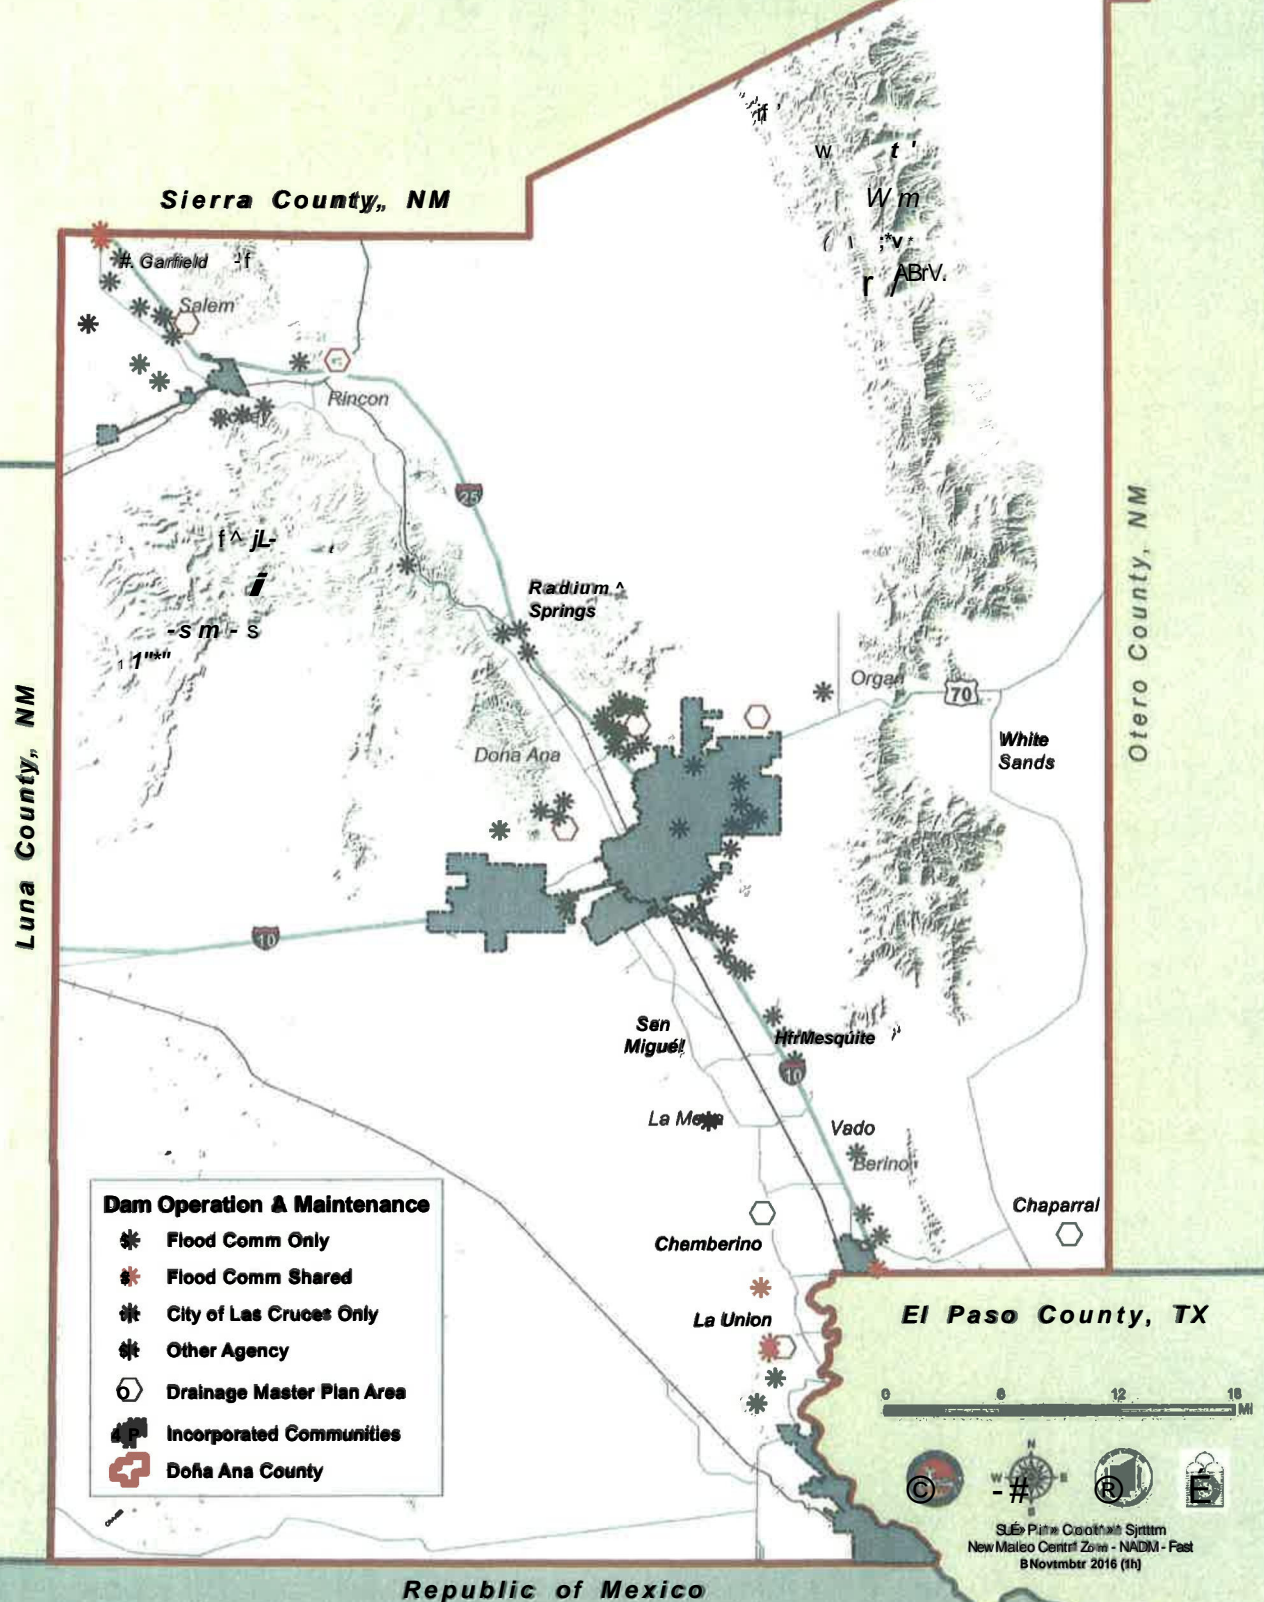 Sierra County, NM
Garfield
Salem
Rincon
25
Radium
Springs
Organ
70
White
Sands
Otero County, NM
Dona Ana
Luna County, NM
10
San
Miguel
Mesquite
10
La Mesa
Vado
Berino
Chaparral
Chamberino
La Union
El Paso County, TX
Dam Operation & Maintenance
Flood Comm Only
Flood Comm Shared
City of Las Cruces Only
Other Agency
Drainage Master Plan Area
Incorporated Communities
Doña Ana County
0 6 12 18
Mi
N
W E
Republic of Mexico